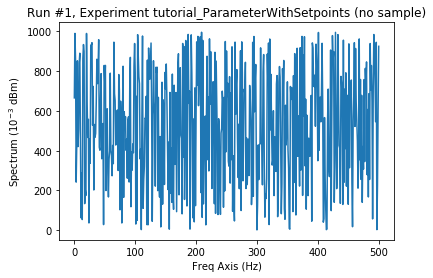 Run #1, Experiment tutorial_ParameterWithSetpoints (no sample)
1000
800
600
400
200
0
Spectrum (10⁻³ dBm)
0 100 200 300 400 500
Freq Axis (Hz)